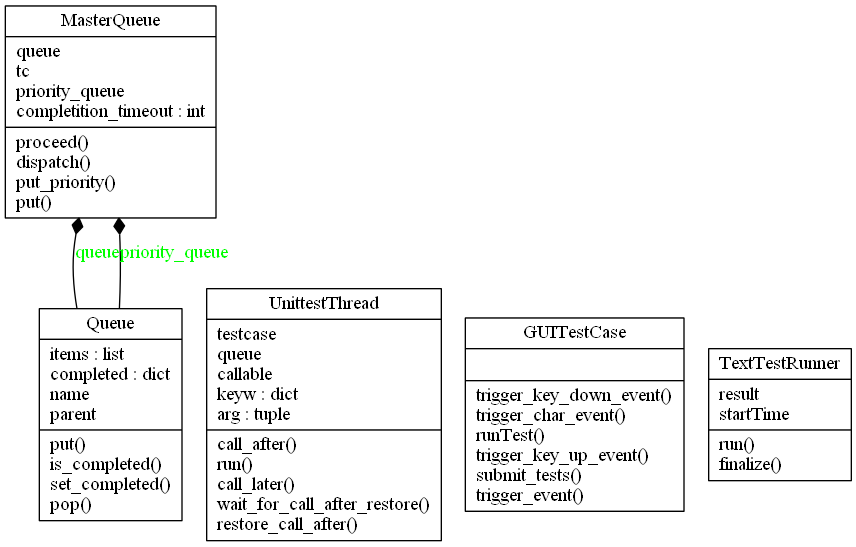 MasterQueue
queue
tc
priority_queue
completition_timeout : int
proceed()
dispatch()
put_priority()
put()
queue
priority_queue
Queue
items : list
completed : dict
name
parent
put()
is_completed()
set_completed()
pop()
UnittestThread
testcase
queue
callable
keyw : dict
arg : tuple
call_after()
run()
call_later()
wait_for_call_after_restore()
restore_call_after()
GUITestCase
trigger_key_down_event()
trigger_char_event()
runTest()
trigger_key_up_event()
submit_tests()
trigger_event()
TextTestRunner
result
startTime
run()
finalize()